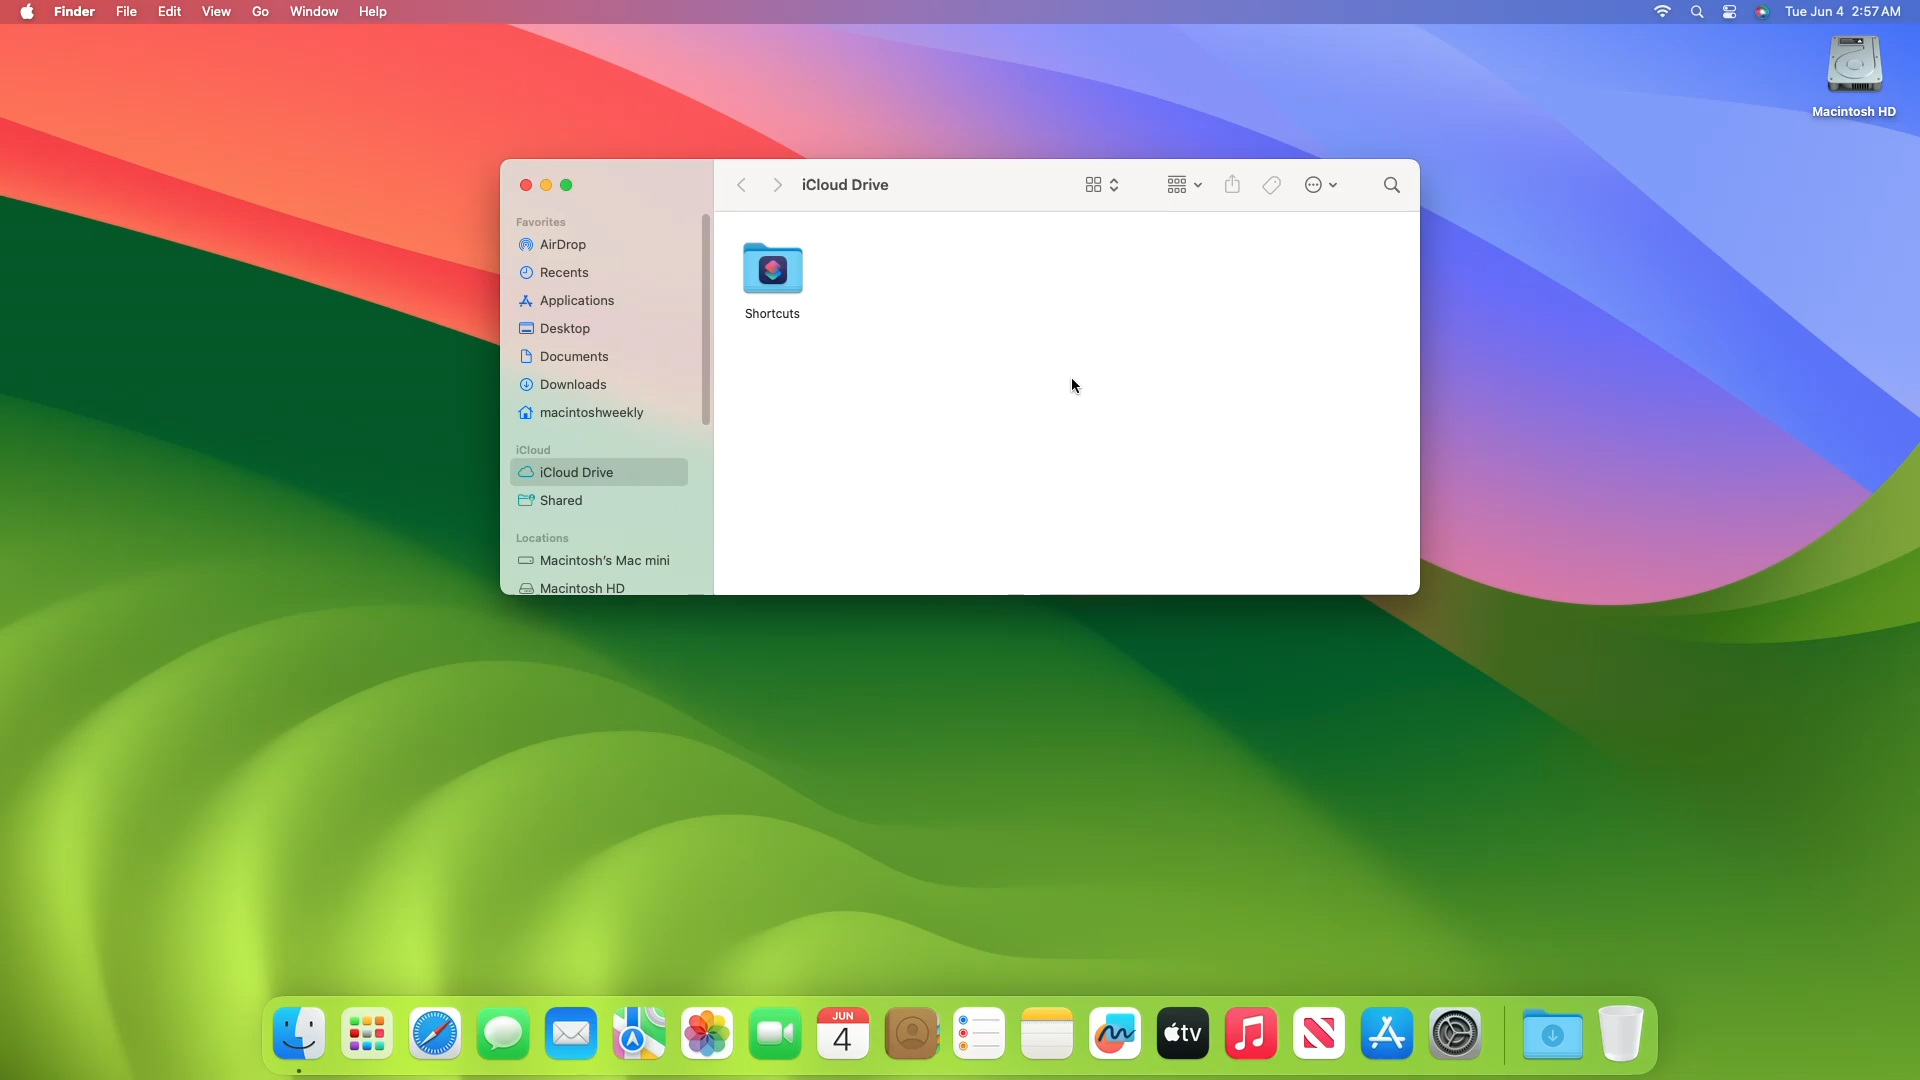 Finder File Edit View Go Window Help
Tue Jun 4 2:57 AM
Macintosh HD
iCloud Drive
Favorites
AirDrop
Recents
Applications
Desktop
Documents
Downloads
macintoshweekly
iCloud
iCloud Drive
Shared
Locations
Macintosh's Mac mini
Macintosh HD
Shortcuts
JUN
4
tv